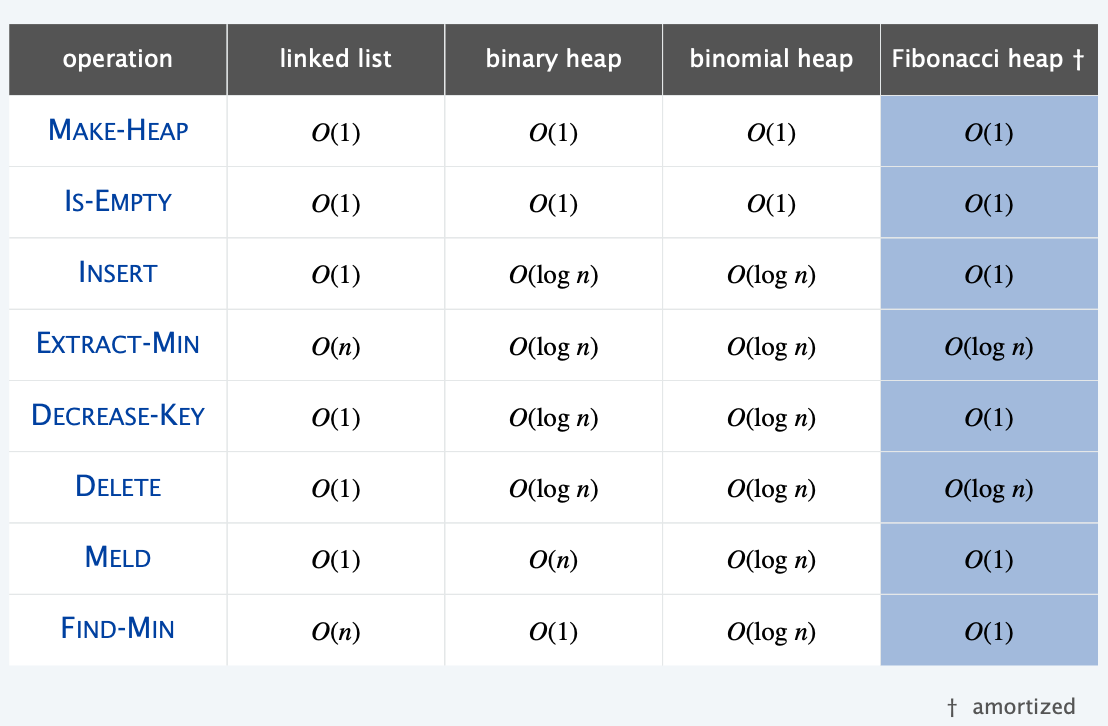 operation linked list binary heap binomial heap Fibonacci heap †
MAKE-HEAP O(1) O(1) O(1) O(1)
IS-EMPTY O(1) O(1) O(1) O(1)
INSERT O(1) O(log n) O(log n) O(1)
EXTRACT-MIN O(n) O(log n) O(log n) O(log n)
DECREASE-KEY O(1) O(log n) O(log n) O(1)
DELETE O(1) O(log n) O(log n) O(log n)
MELD O(1) O(n) O(log n) O(1)
FIND-MIN O(n) O(1) O(log n) O(1)
† amortized